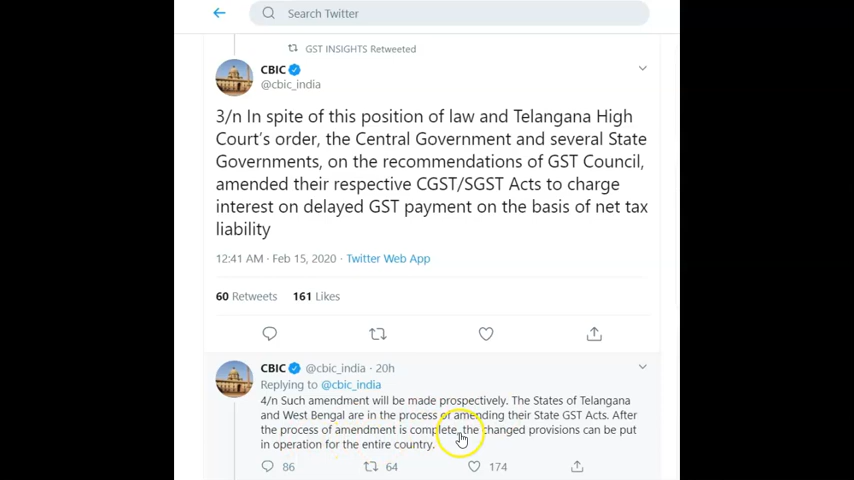 Search Twitter
GST INSIGHTS Retweeted
CBIC
@cbic_india
3/n In spite of this position of law and Telangana High
Court's order, the Central Government and several State
Governments, on the recommendations of GST Council,
amended their respective CGST/SGST Acts to charge
interest on delayed GST payment on the basis of net tax
liability
12:41 AM · Feb 15, 2020 · Twitter Web App
60 Retweets 161 Likes
CBIC @cbic_india · 20h
Replying to @cbic_india
4/n Such amendment will be made prospectively. The States of Telangana
and West Bengal are in the process of amending their State GST Acts. After
the process of amendment is complete, the changed provisions can be put
in operation for the entire country.
86 64 174